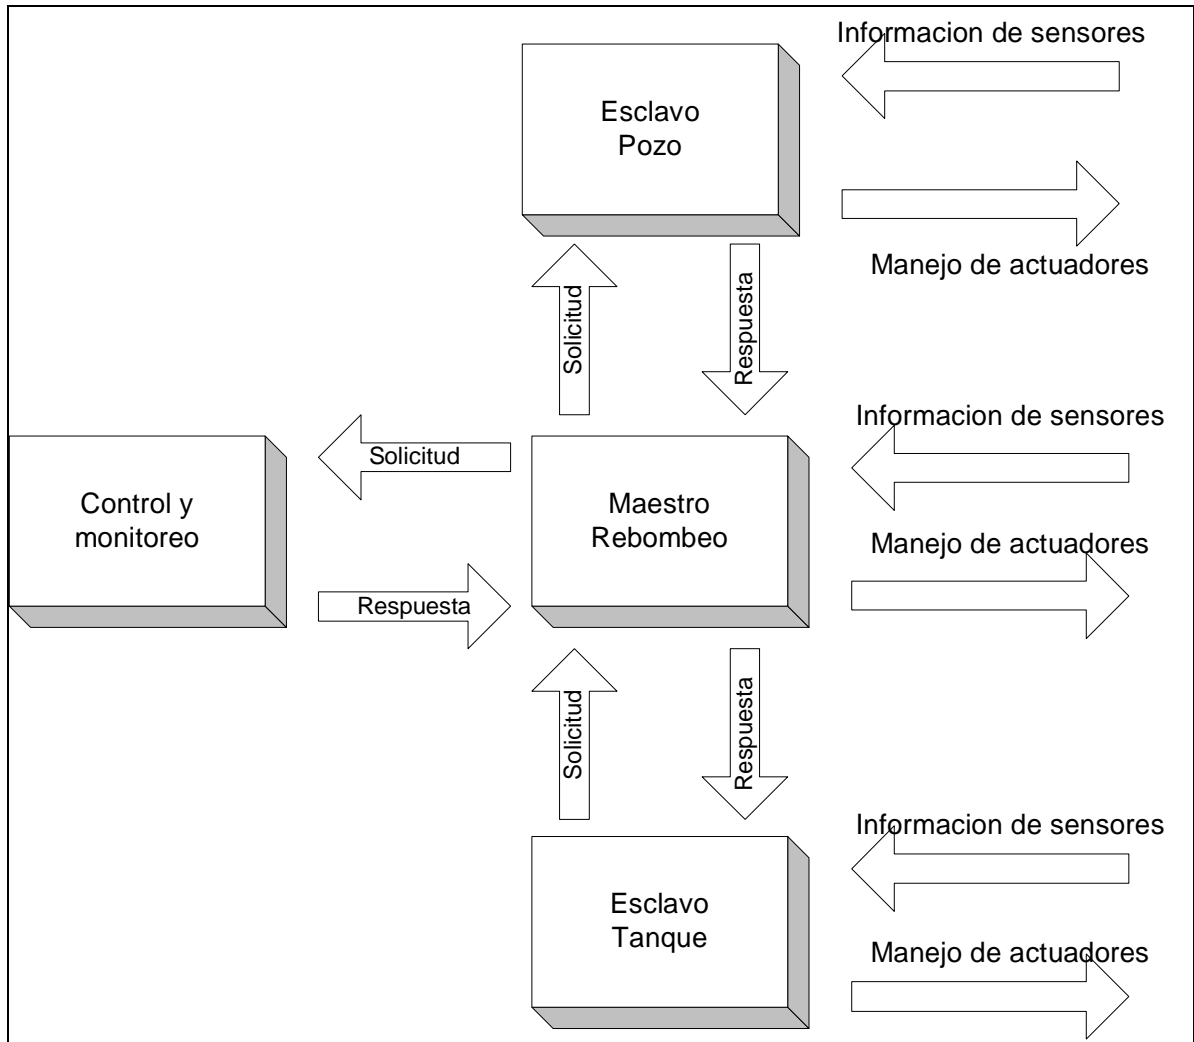 Informacion de sensores
Esclavo
Pozo
Manejo de actuadores
Solicitud
Respuesta
Informacion de sensores
Solicitud
Control y
monitoreo
Maestro
Rebombeo
Manejo de actuadores
Respuesta
Solicitud
Respuesta
Informacion de sensores
Esclavo
Tanque
Manejo de actuadores